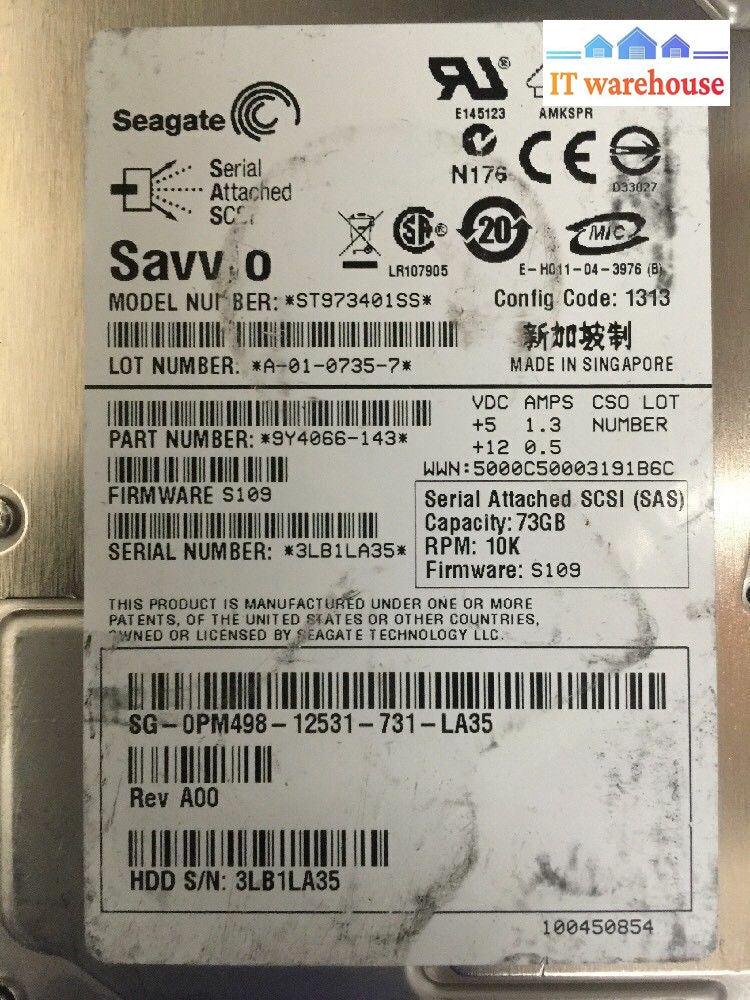 IT warehouse
Seagate
E145123
AMKSPR
N176
D33027
Serial
Attached
LR107905
20
MIC
E-H011-04-3976 (B)
MODEL NUMBER: *ST973401SS*
Config Code: 1313
新加坡制
LOT NUMBER: *A-01-0735-7*
MADE IN SINGAPORE
VDC AMPS CSO LOT
+5 1.3 NUMBER
+12 0.5
PART NUMBER: *9Y4066-143*
WWN:5000C50003191B6C
FIRMWARE S109
Serial Attached SCSI (SAS)
Capacity: 73GB
RPM: 10K
Firmware: S109
SERIAL NUMBER: *3LB1LA35*
THIS PRODUCT IS MANUFACTURED UNDER ONE OR MORE
PATENTS, OF THE UNITED STATES OR OTHER COUNTRIES,
OWNED OR LICENSED BY SEAGATE TECHNOLOGY LLC.
SG-0PM498-12531-731-LA35
Rev A00
HDD S/N: 3LB1LA35
100450854